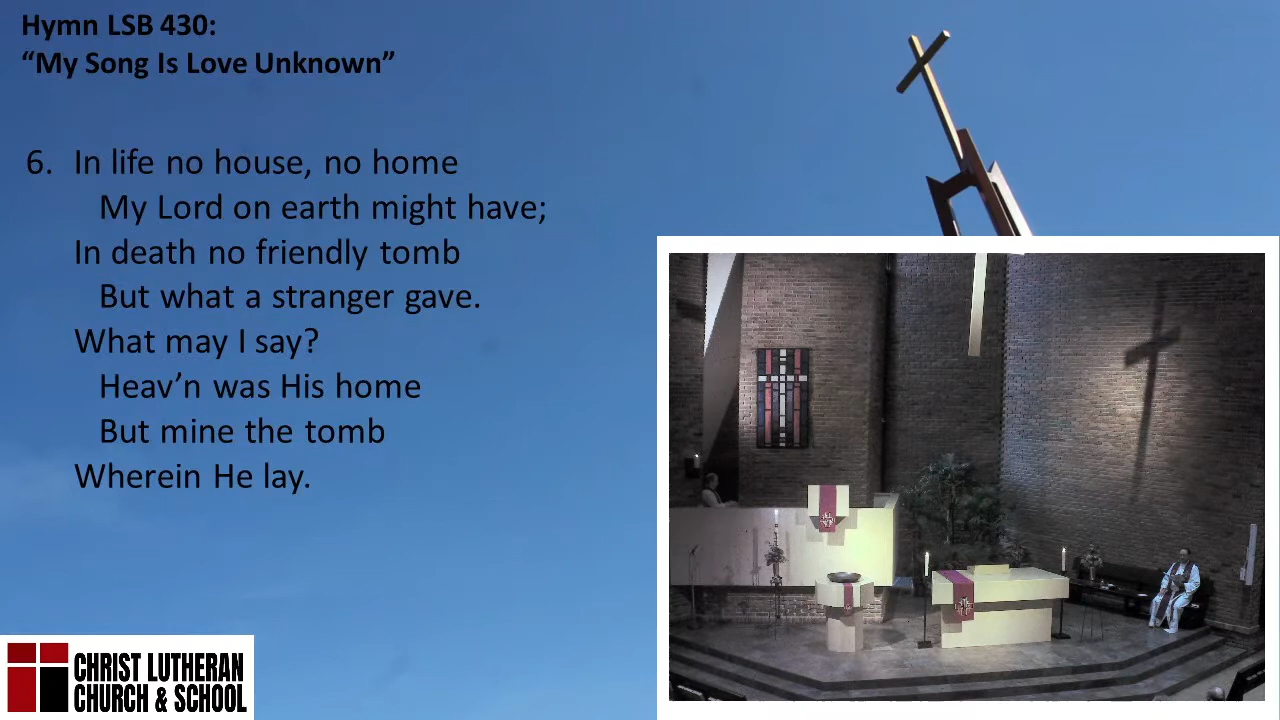 Hymn LSB 430:
“My Song Is Love Unknown”
6. In life no house, no home
My Lord on earth might have;
In death no friendly tomb
But what a stranger gave.
What may I say?
Heav’n was His home
But mine the tomb
Wherein He lay.
CHRIST LUTHERAN
CHURCH & SCHOOL